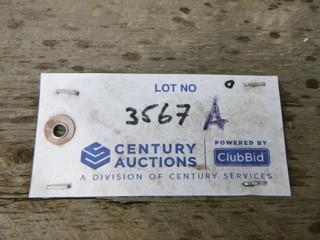 LOT NO
3567 A
CENTURY AUCTIONS
POWERED BY
ClubBid
A DIVISION OF CENTURY SERVICES